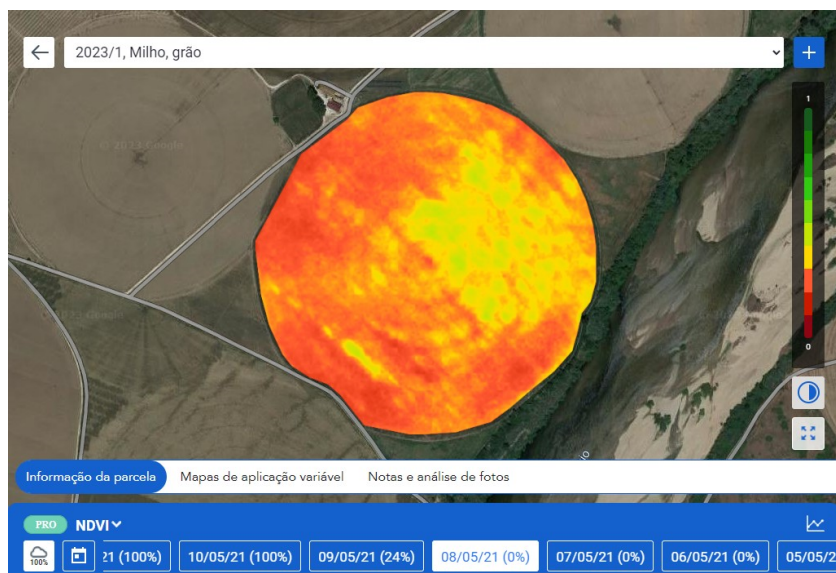 2023/1, Milho, grão
1
© 2023 Google
0
Informação da parcela
Mapas de aplicação variável
Notas e análise de fotos
PRO NDVI
100%
21 (100%)
10/05/21 (100%)
09/05/21 (24%)
08/05/21 (0%)
07/05/21 (0%)
06/05/21 (0%)
05/05/2